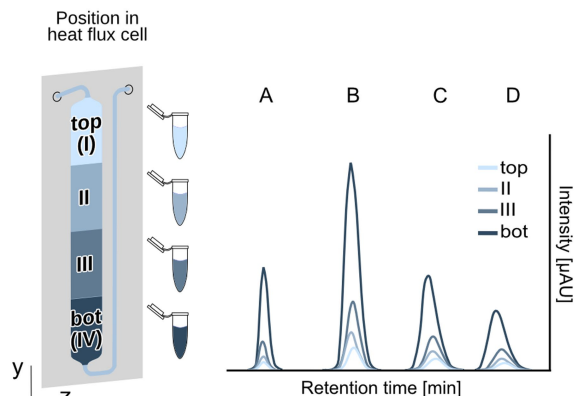 Position in
heat flux cell
top
(I)
II
III
bot
(IV)
y
z
A
B
C
D
top
II
III
bot
Intensity [µAU]
Retention time [min]